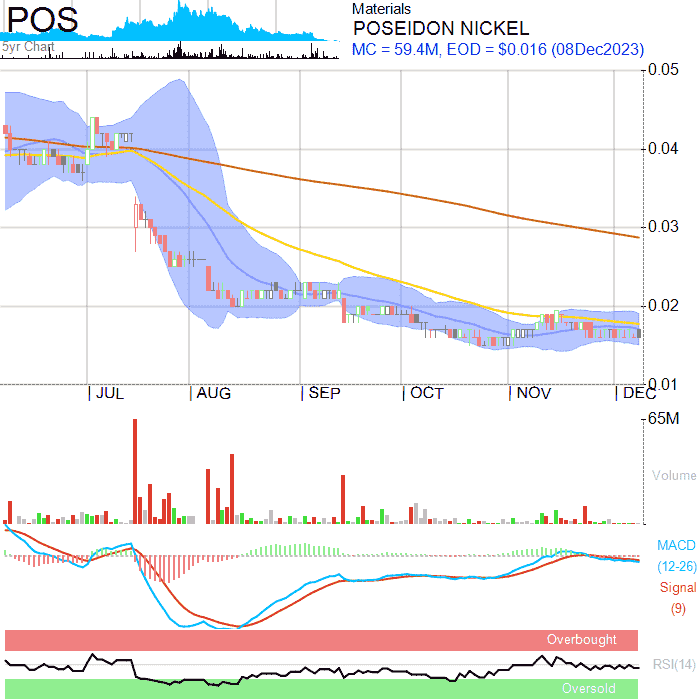 POS
5yr Chart
Materials
POSEIDON NICKEL
MC = 59.4M, EOD = $0.016 (08Dec2023)
0.05
0.04
0.03
0.02
0.01
JUL AUG SEP OCT NOV DEC
65M
Volume
MACD
(12-26)
Signal
(9)
Overbought
RSI(14)
Oversold